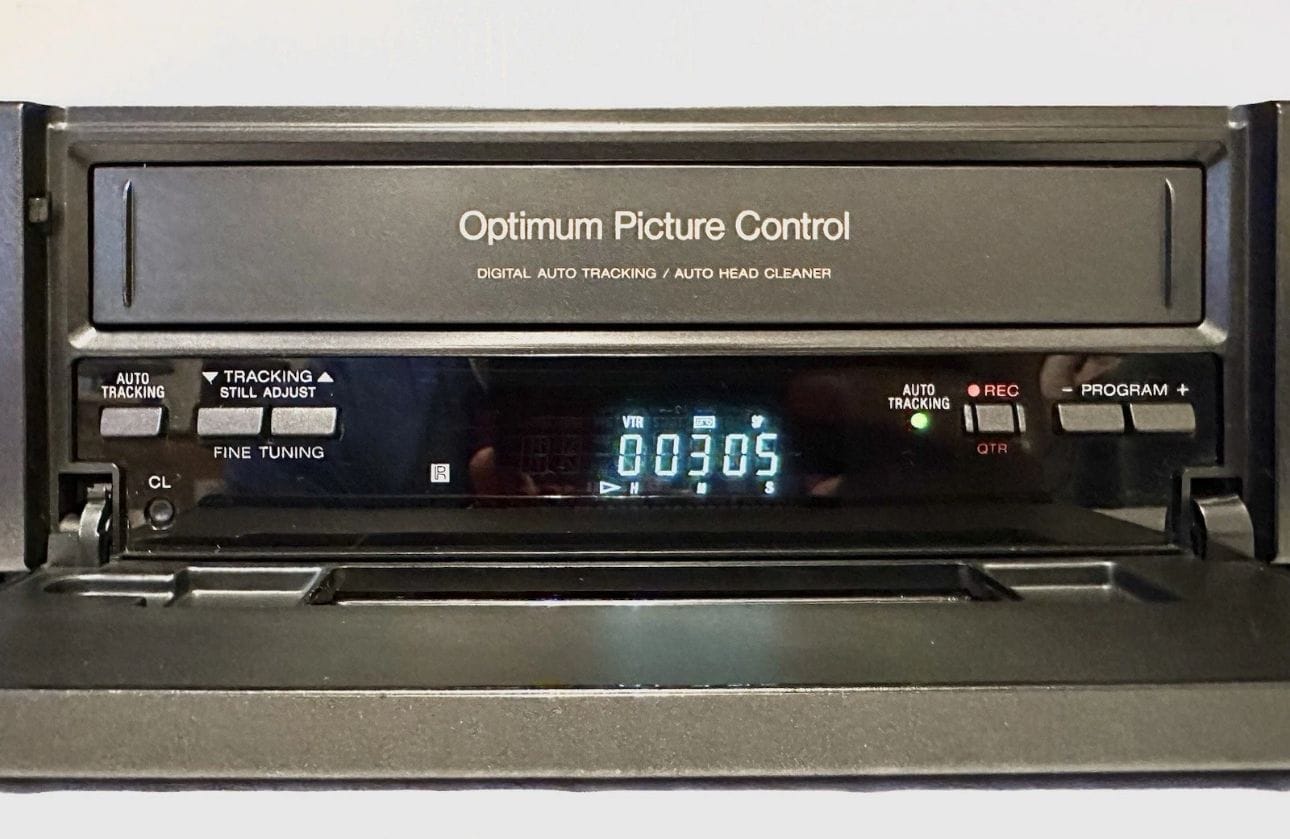 Optimum Picture Control
DIGITAL AUTO TRACKING / AUTO HEAD CLEANER
AUTO TRACKING
▼ TRACKING ▲
STILL ADJUST
FINE TUNING
CL
R
VTR SP
00305
H M S
AUTO TRACKING
REC
QTR
- PROGRAM +